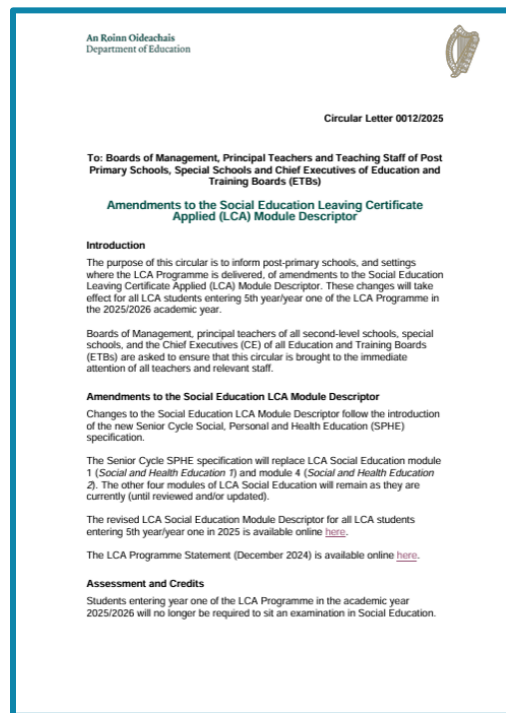 An Roinn Oideachais
Department of Education
Circular Letter 0012/2025
To: Boards of Management, Principal Teachers and Teaching Staff of Post
Primary Schools, Special Schools and Chief Executives of Education and
Training Boards (ETBs)
Amendments to the Social Education Leaving Certificate
Applied (LCA) Module Descriptor
Introduction
The purpose of this circular is to inform post-primary schools, and settings
where the LCA Programme is delivered, of amendments to the Social Education
Leaving Certificate Applied (LCA) Module Descriptor. These changes will take
effect for all LCA students entering 5th year/year one of the LCA Programme in
the 2025/2026 academic year.
Boards of Management, principal teachers of all second-level schools, special
schools, and the Chief Executives (CE) of all Education and Training Boards
(ETBs) are asked to ensure that this circular is brought to the immediate
attention of all teachers and relevant staff.
Amendments to the Social Education LCA Module Descriptor
Changes to the Social Education LCA Module Descriptor follow the introduction
of the new Senior Cycle Social, Personal and Health Education (SPHE)
specification.
The Senior Cycle SPHE specification will replace LCA Social Education module
1 (Social and Health Education 1) and module 4 (Social and Health Education
2). The other four modules of LCA Social Education will remain as they are
currently (until reviewed and/or updated).
The revised LCA Social Education Module Descriptor for all LCA students
entering 5th year/year one in 2025 is available online here.
The LCA Programme Statement (December 2024) is available online here.
Assessment and Credits
Students entering year one of the LCA Programme in the academic year
2025/2026 will no longer be required to sit an examination in Social Education.